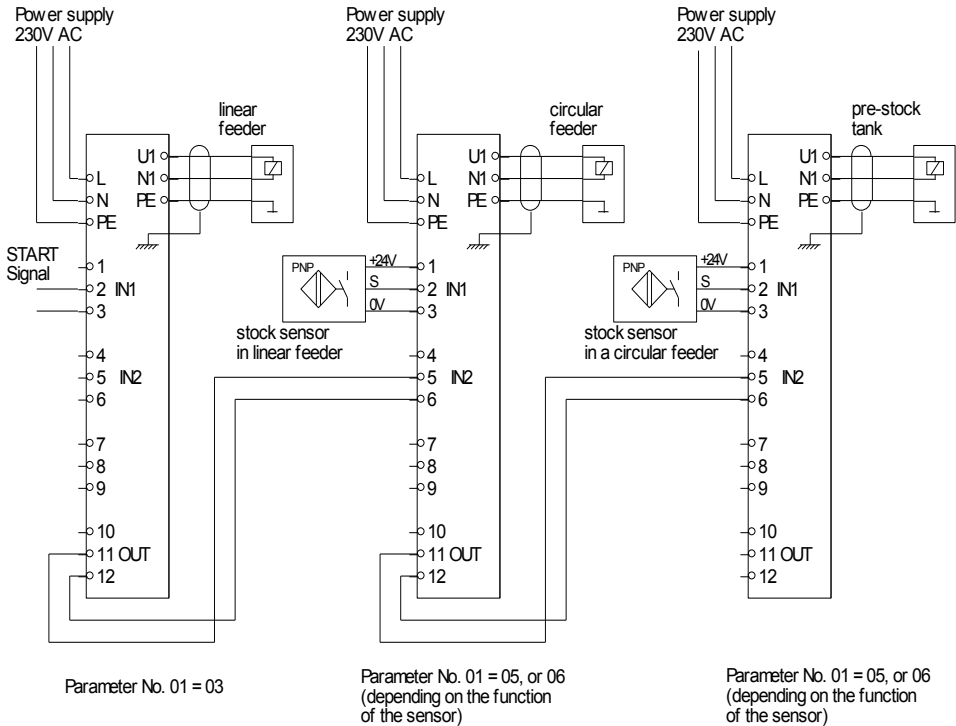 Power supply
230V AC
linear
feeder
U1
N1
PE
L
N
PE
START
Signal
1
2 IN1
3
4
5 IN2
6
7
8
9
10
11 OUT
12
Parameter No. 01 = 03
Power supply
230V AC
circular
feeder
U1
N1
PE
L
N
PE
PNP
+24V
S
0V
stock sensor
in linear feeder
1
2 IN1
3
4
5 IN2
6
7
8
9
10
11 OUT
12
Parameter No. 01 = 05, or 06
(depending on the function
of the sensor)
Power supply
230V AC
pre-stock
tank
U1
N1
PE
L
N
PE
PNP
+24V
S
0V
stock sensor
in a circular feeder
1
2 IN1
3
4
5 IN2
6
7
8
9
10
11 OUT
12
Parameter No. 01 = 05, or 06
(depending on the function
of the sensor)